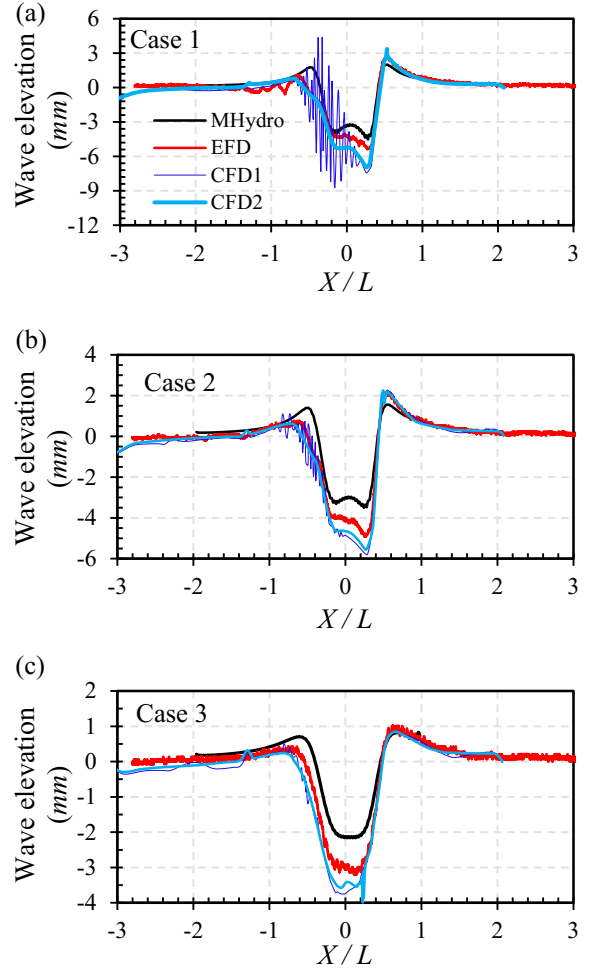 (a)
Case 1
6
3
0
-3
-6
-9
-12
Wave elevation
(mm)
MHydro
EFD
CFD1
CFD2
-3 -2 -1 0 1 2 3
X / L
(b)
Case 2
4
2
0
-2
-4
-6
Wave elevation
(mm)
-3 -2 -1 0 1 2 3
X / L
(c)
Case 3
2
1
0
-1
-2
-3
-4
Wave elevation
(mm)
-3 -2 -1 0 1 2 3
X / L